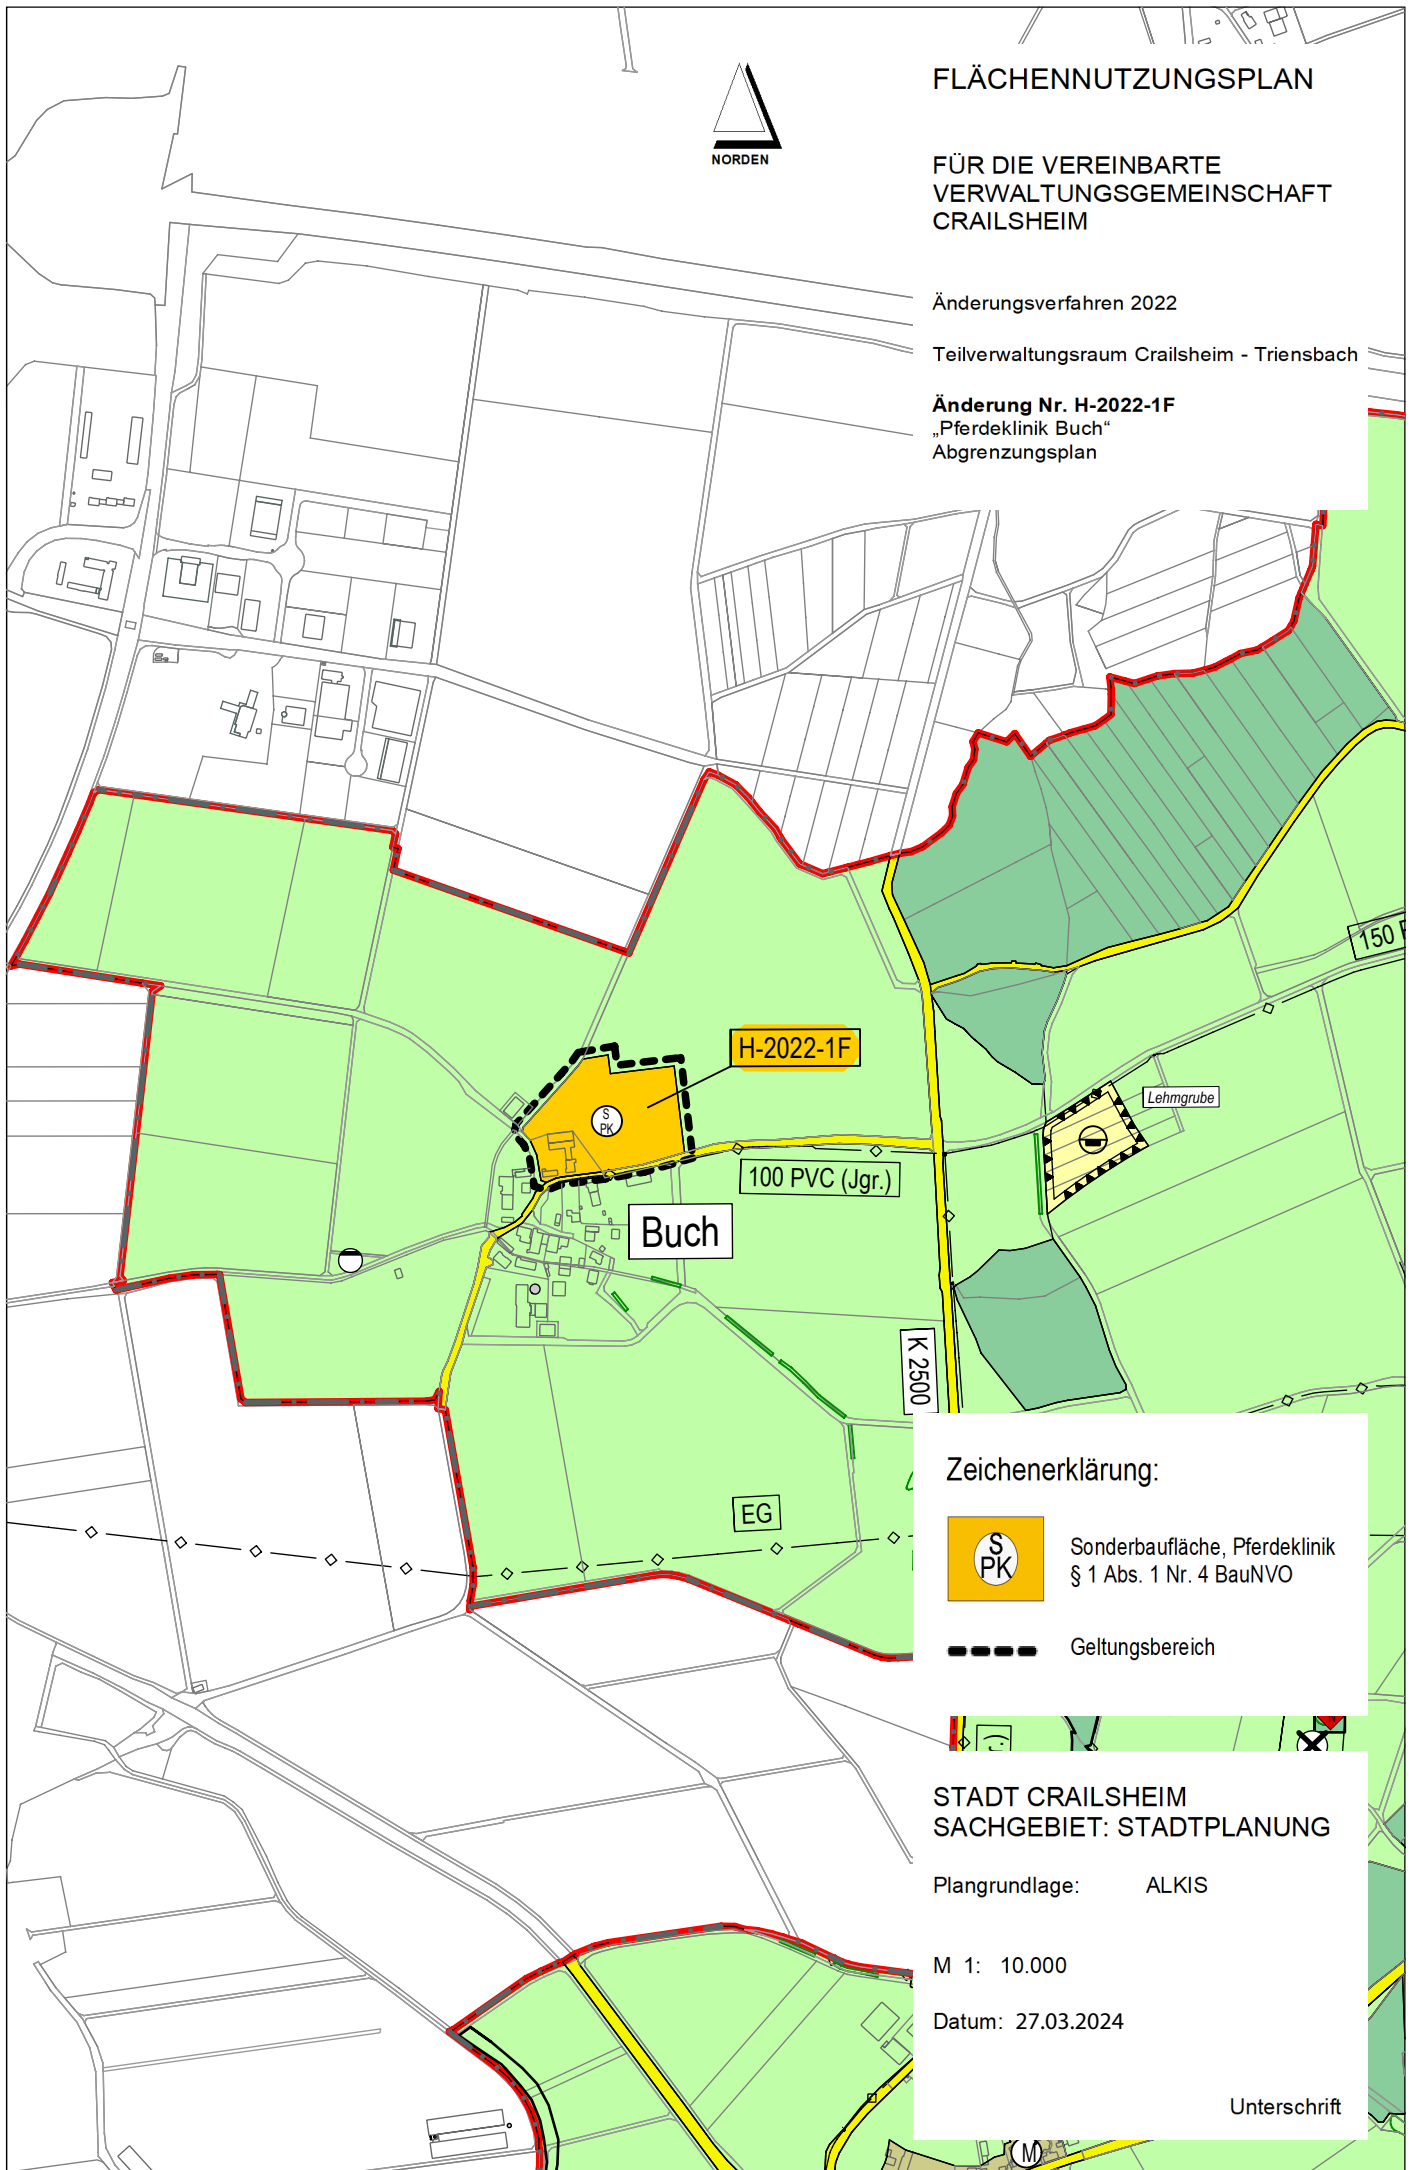 NORDEN
FLÄCHENNUTZUNGSPLAN
FÜR DIE VEREINBARTE
VERWALTUNGSGEMEINSCHAFT
CRAILSHEIM
Änderungsverfahren 2022
Teilverwaltungsraum Crailsheim - Triensbach
Änderung Nr. H-2022-1F
„Pferdeklinik Buch“
Abgrenzungsplan
150
H-2022-1F
S
PK
Lehmgrube
100 PVC (Jgr.)
Buch
K 2500
EG
Zeichenerklärung:
S
PK
Sonderbaufläche, Pferdeklinik
§ 1 Abs. 1 Nr. 4 BauNVO
Geltungsbereich
STADT CRAILSHEIM
SACHGEBIET: STADTPLANUNG
Plangrundlage: ALKIS
M 1: 10.000
Datum: 27.03.2024
Unterschrift
M